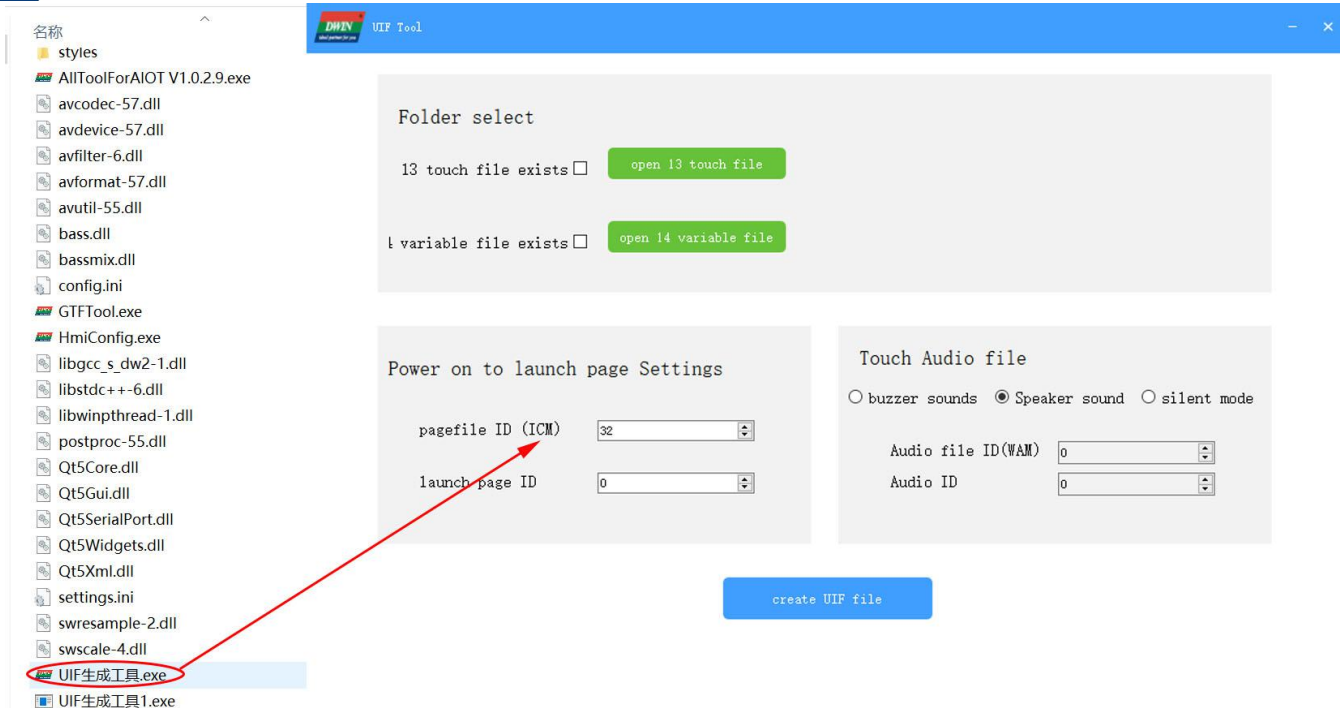 名称
styles
AllToolForAIOT V1.0.2.9.exe
avcodec-57.dll
avdevice-57.dll
avfilter-6.dll
avformat-57.dll
avutil-55.dll
bass.dll
bassmix.dll
config.ini
GTFTool.exe
HmiConfig.exe
libgcc_s_dw2-1.dll
libstdc++-6.dll
libwinpthread-1.dll
postproc-55.dll
Qt5Core.dll
Qt5Gui.dll
Qt5SerialPort.dll
Qt5Widgets.dll
Qt5Xml.dll
settings.ini
swresample-2.dll
swscale-4.dll
UIF生成工具.exe
UIF生成工具1.exe
DWIN UIF Tool
Folder select
13 touch file exists open 13 touch file
variable file exists open 14 variable file
Power on to launch page Settings
pagefile ID (ICM) 32
launch page ID 0
Touch Audio file
buzzer sounds Speaker sound silent mode
Audio file ID(WAM) 0
Audio ID 0
create UIF file